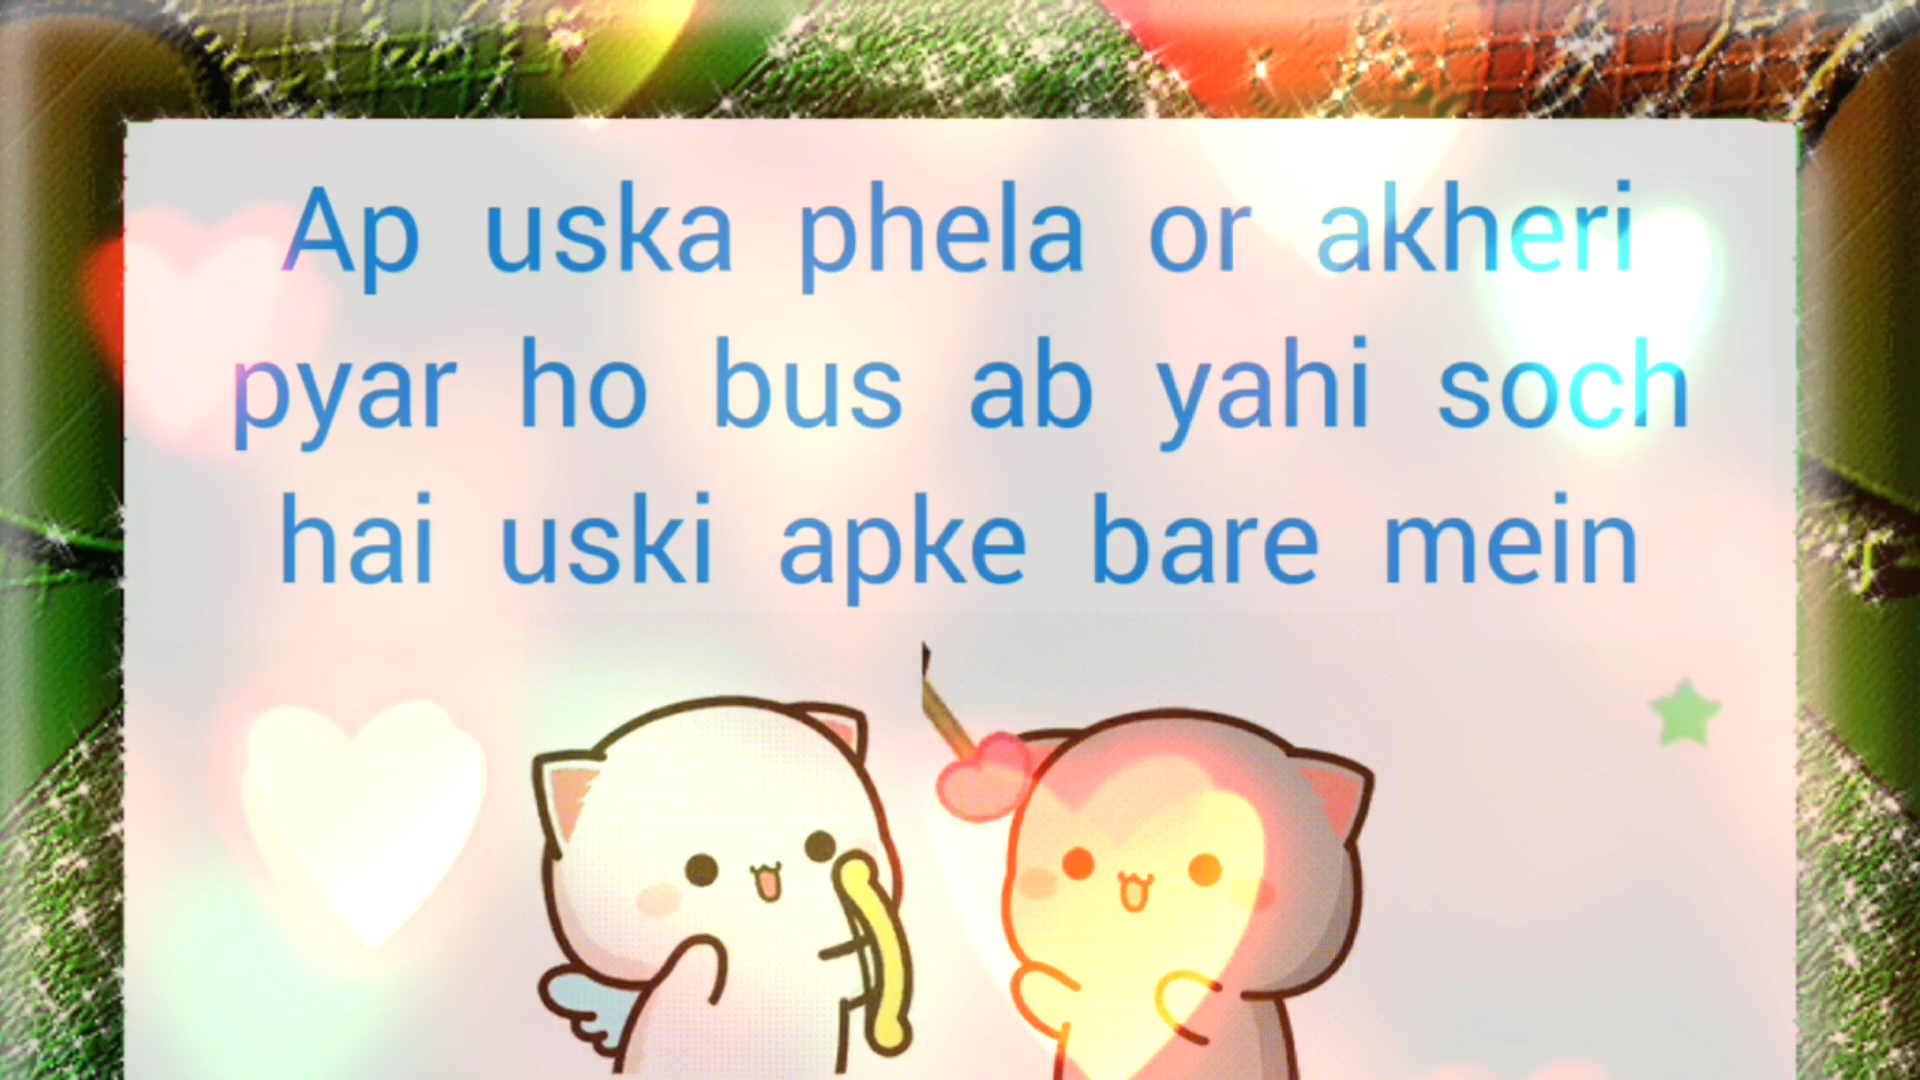 Ap uska phela or akheri
pyar ho bus ab yahi soch
hai uski apke bare mein